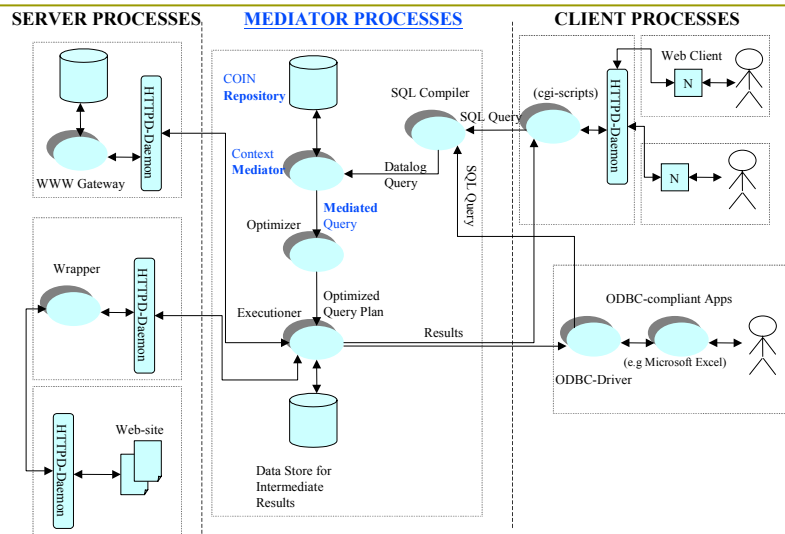 SERVER PROCESSES
MEDIATOR PROCESSES
CLIENT PROCESSES
HTTPD-Daemon
WWW Gateway
Wrapper
HTTPD-Daemon
HTTPD-Daemon
Web-site
COIN
Repository
Context
Mediator
SQL Compiler
SQL Query
Datalog
Query
SQL Query
Mediated
Query
Optimizer
Optimized
Query Plan
Executioner
Results
Data Store for
Intermediate
Results
(cgi-scripts)
HTTPD-Daemon
Web Client
N
N
ODBC-compliant Apps
(e.g Microsoft Excel)
ODBC-Driver